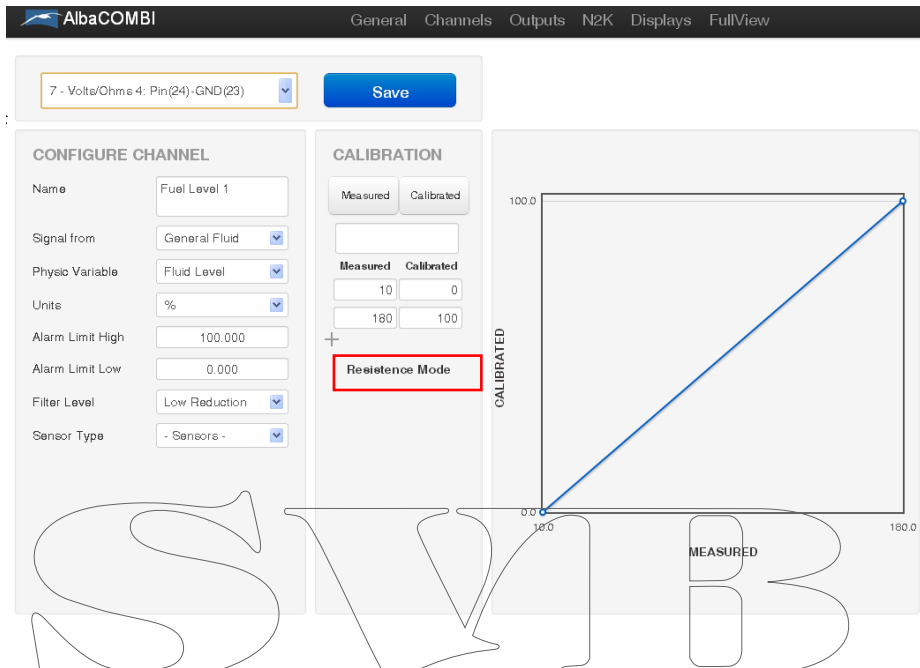 AlbaCOMBI
General Channels Outputs N2K Displays FullView
7 - Volts/Ohms 4: Pin(24)-GND(23)
Save
:
CONFIGURE CHANNEL
Name Fuel Level 1
Signal from General Fluid
Physic Variable Fluid Level
Units %
Alarm Limit High 100.000
Alarm Limit Low 0.000
Filter Level Low Reduction
Sensor Type - Sensors -
CALIBRATION
Measured Calibrated
Measured Calibrated
10 0
180 100
+
Resistence Mode
100.0
CALIBRATED
0.0
10.0 180.0
MEASURED
SVB